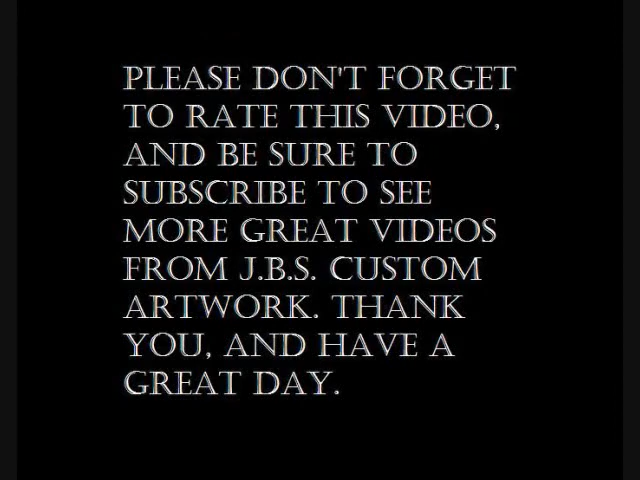 PLEASE DON'T FORGET
TO RATE THIS VIDEO,
AND BE SURE TO
SUBSCRIBE TO SEE
MORE GREAT VIDEOS
FROM J.B.S. CUSTOM
ARTWORK. THANK
YOU, AND HAVE A
GREAT DAY.